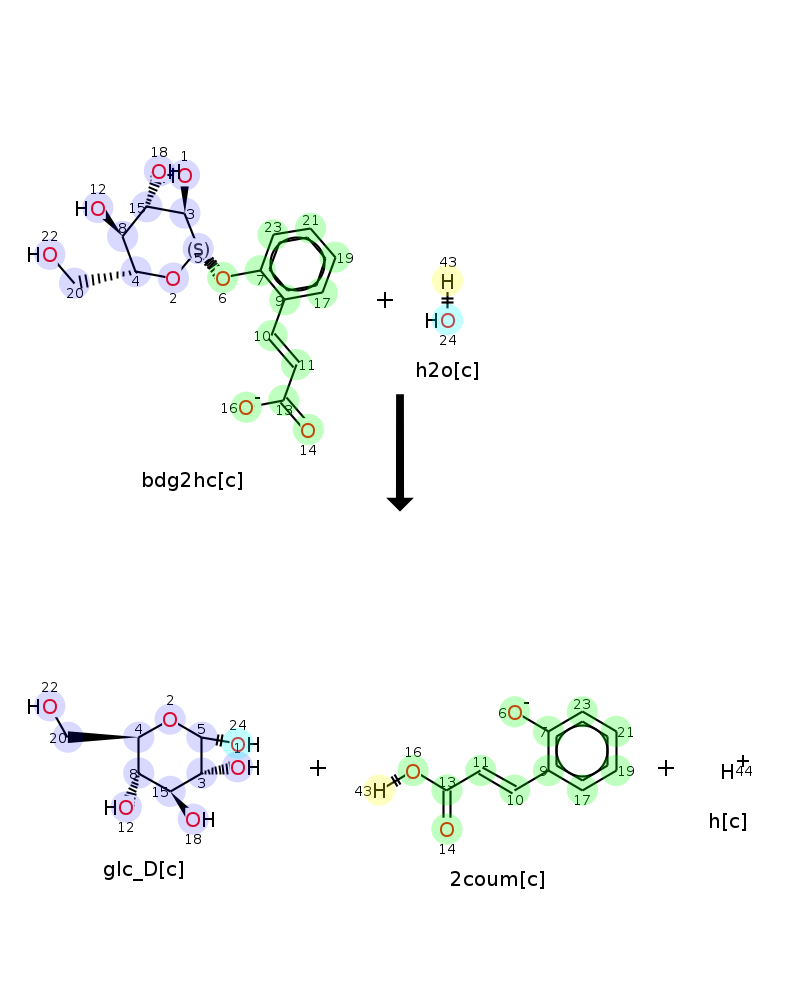 18 1
OH HO
12
HO 15 3
8 (S) 23 21
22 5
HO 4 O O 7 19
20 2 6 9 17
43
H
+ HO
24
10 11
16 O - 13 O
14
h2o[c]
bdg2hc[c]
22 2 6 O - 23
HO O 24
4 5 OH 7 21
20 1
8 3 OH 16 11 9 19
15 43 H O 13 10 17
HO OH O
12 18 14
+ + H +
44
h[c]
glc_D[c]
2coum[c]